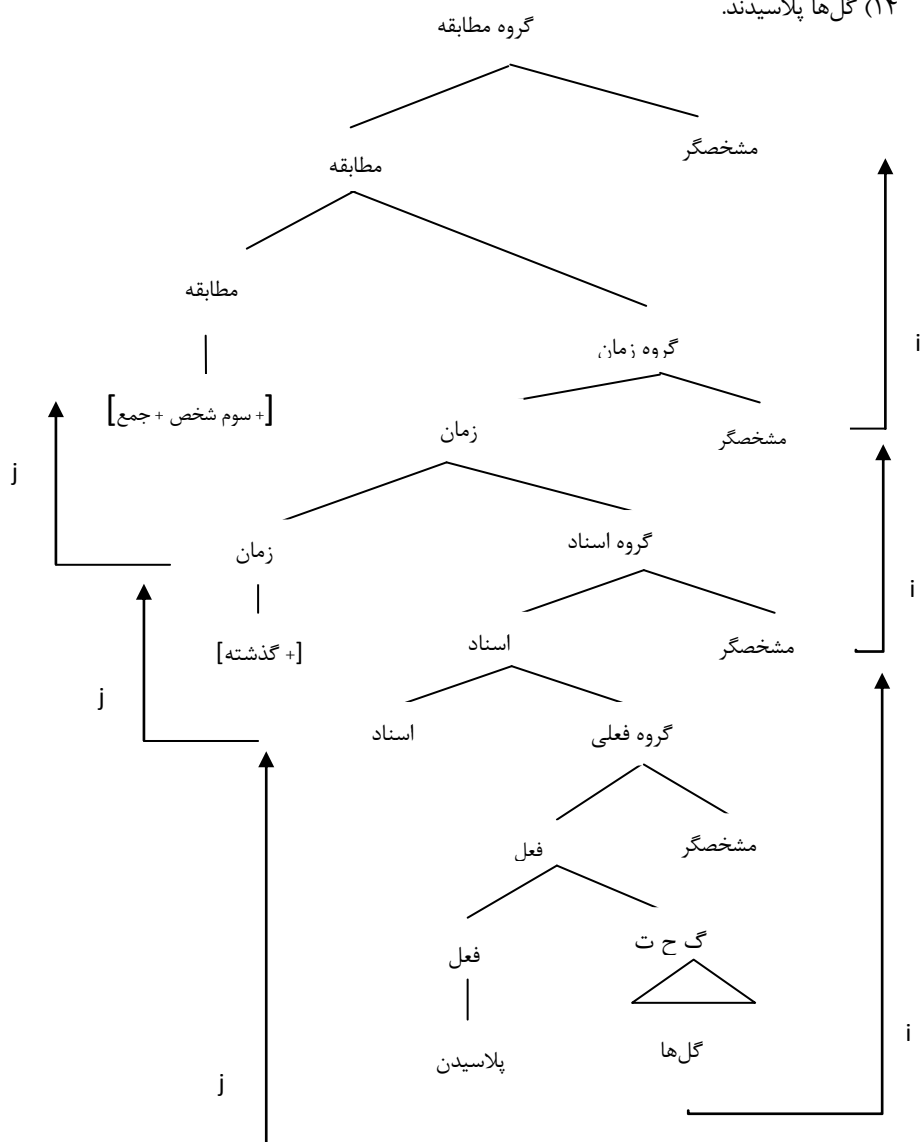 ۱۴) گل‌ها پلاسیدند.
گروه مطابقه
مشخصگر
مطابقه
مطابقه
گروه زمان
i
[+ سوم شخص + جمع]
مشخصگر
زمان
j
گروه اسناد
زمان
i
مشخصگر
اسناد
[+ گذشته]
j
گروه فعلی
اسناد
مشخصگر
فعل
گ ح ت
فعل
گل‌ها
پلاسیدن
i
j